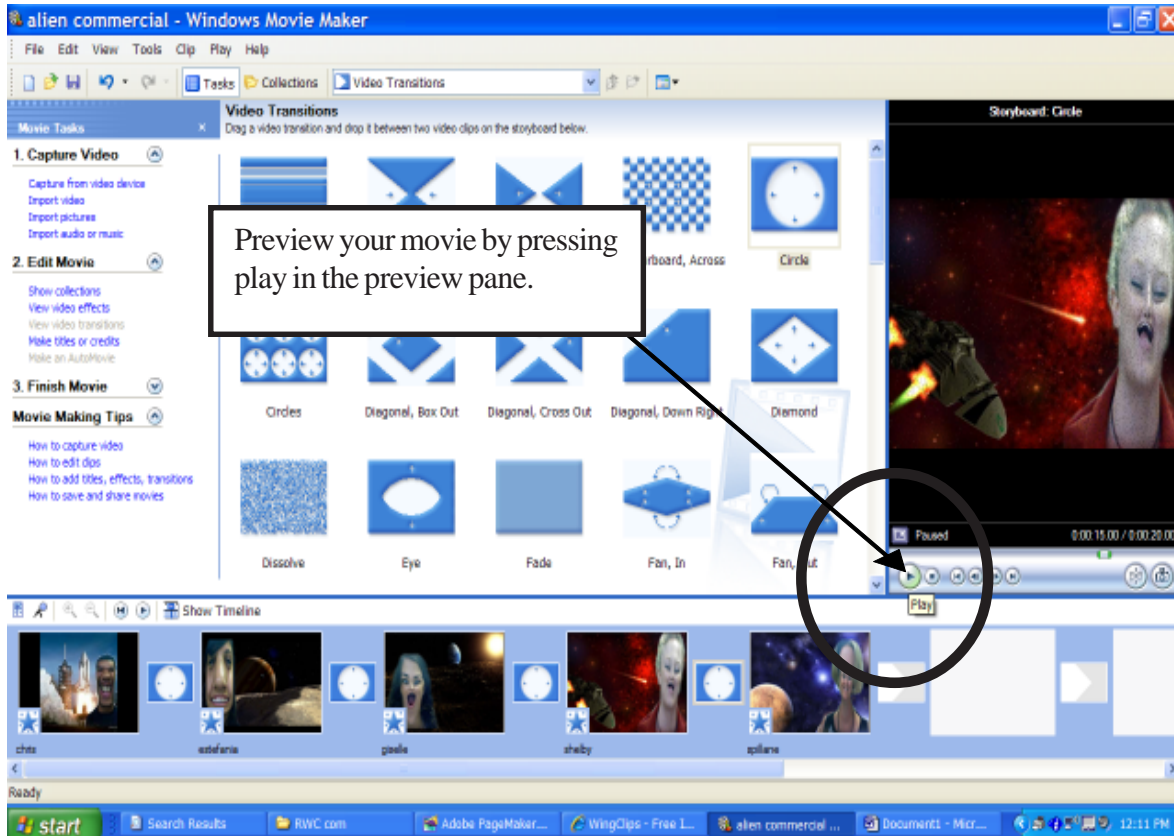 alien commercial - Windows Movie Maker
File Edit View Tools Clip Play Help
Tasks Collections Video Transitions
Movie Tasks
1. Capture Video
Capture from video device
Import video
Import pictures
Import audio or music
2. Edit Movie
Show collections
View video effects
View video transitions
Make titles or credits
Make an AutoMovie
3. Finish Movie
Movie Making Tips
How to capture video
How to edit clips
How to add titles, effects, transitions
How to save and share movies
Video Transitions
Drag a video transition and drop it between two video clips on the storyboard below.
Preview your movie by pressing
play in the preview pane.
Across Circle
Circles Diagonal, Box Out Diagonal, Cross Out Diagonal, Down Right Diamond
Dissolve Eye Fade Fan, In Fan, Out
Storyboard: Circle
Paused 0:00:15.00 / 0:00:20.00
Play
Show Timeline
chris estefania giselle shelby spillane
Ready
start Search Results RWC com Adobe PageMaker... WingClips - Free 1... alien commercial ... Document1 - Micr... 12:11 PM